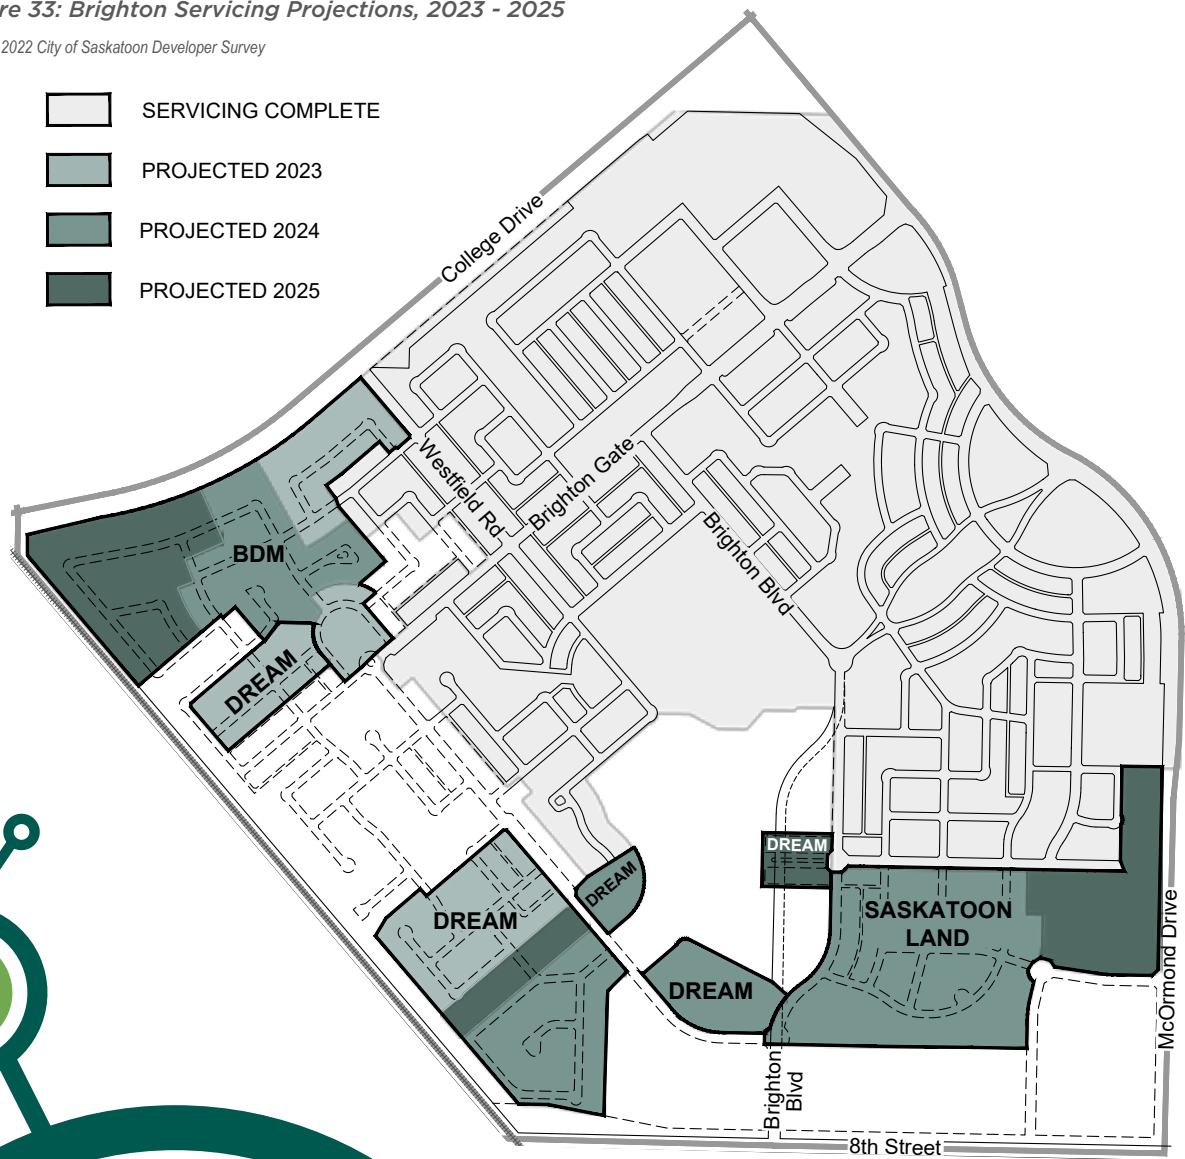 re 33: Brighton Servicing Projections, 2023 - 2025
2022 City of Saskatoon Developer Survey
SERVICING COMPLETE
PROJECTED 2023
PROJECTED 2024
PROJECTED 2025
College Drive
Westfield Rd
Brighton Gate
Brighton Blvd
BDM
DREAM
DREAM
DREAM
DREAM
SASKATOON
LAND
DREAM
McOrmond Drive
Brighton
Blvd
8th Street